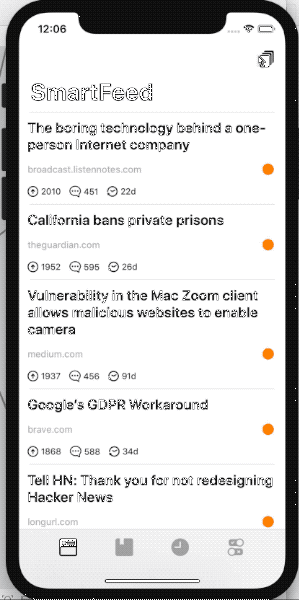 12:06
SmartFeed
The boring technology behind a one-
person Internet company
broadcast.listennotes.com
2010 451 22d
California bans private prisons
theguardian.com
1952 595 26d
Vulnerability in the Mac Zoom client
allows malicious websites to enable
camera
medium.com
1937 456 91d
Google's GDPR Workaround
brave.com
1868 588 34d
Tell HN: Thank you for not redesigning
Hacker News
longurl.com